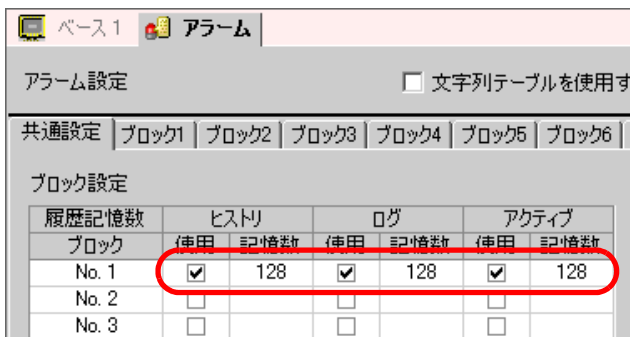 ベース1 アラーム
アラーム設定 文字列テーブルを使用す
共通設定 ブロック1 ブロック2 ブロック3 ブロック4 ブロック5 ブロック6
ブロック設定
履歴記憶数 ヒストリ ログ アクティブ
ブロック 使用 記憶数 使用 記憶数 使用 記憶数
No. 1 128 128 128
No. 2
No. 3